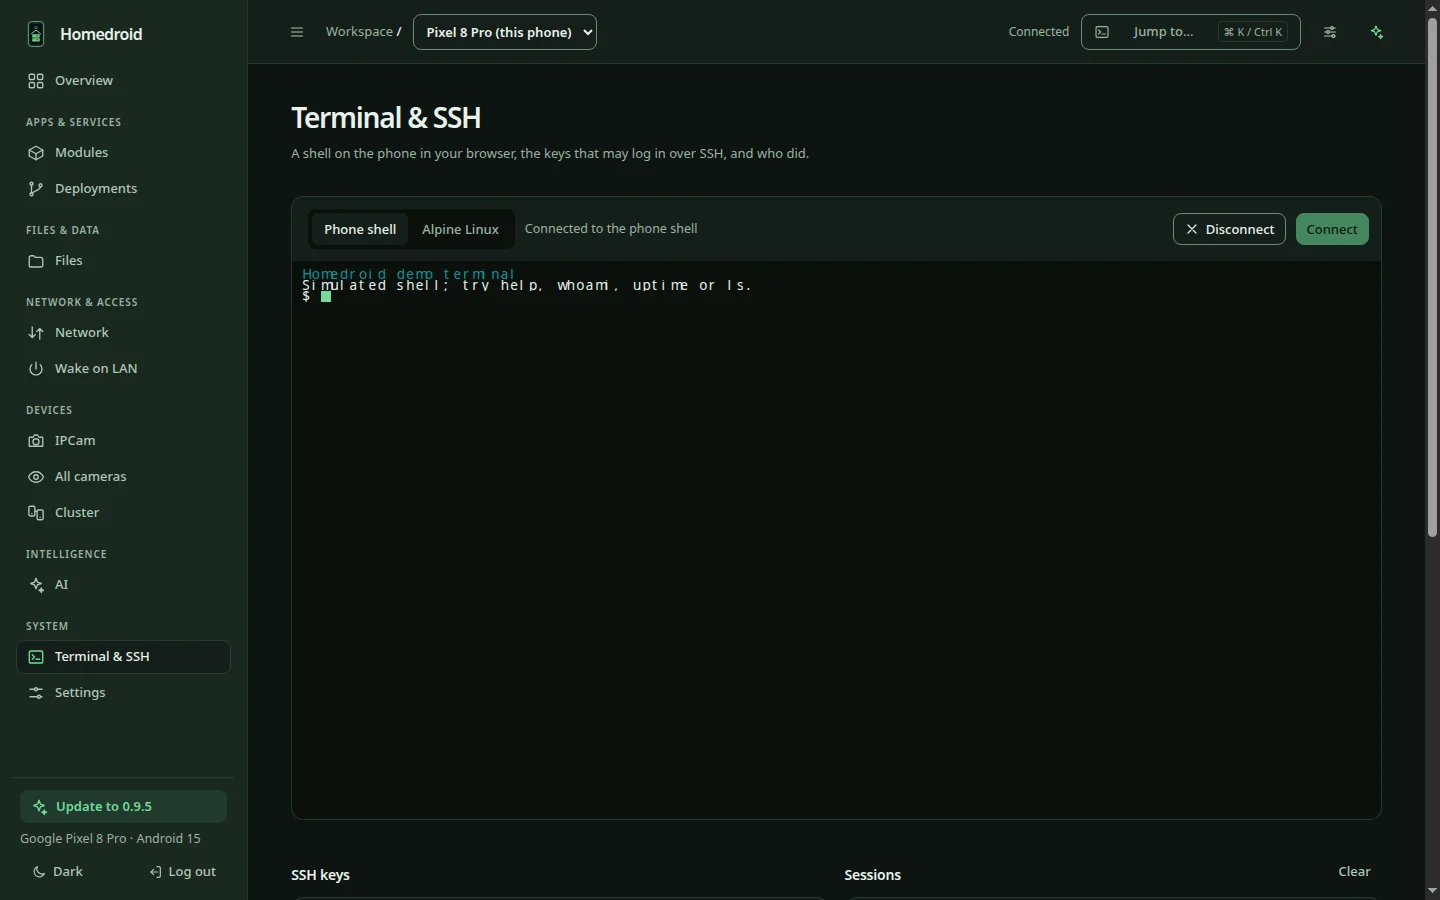 Homedroid
Overview
APPS & SERVICES
Modules
Deployments
FILES & DATA
Files
NETWORK & ACCESS
Network
Wake on LAN
DEVICES
IPCam
All cameras
Cluster
INTELLIGENCE
AI
SYSTEM
Terminal & SSH
Settings
Update to 0.9.5
Google Pixel 8 Pro · Android 15
Dark
Log out
Workspace /
Pixel 8 Pro (this phone)
Connected
Jump to...
⌘ K / Ctrl K
Terminal & SSH
A shell on the phone in your browser, the keys that may log in over SSH, and who did.
Phone shell
Alpine Linux
Connected to the phone shell
Disconnect
Connect
Homedroid demo terminal
Simulated shell; try help, whoami, uptime or ls.
$
SSH keys
Sessions
Clear